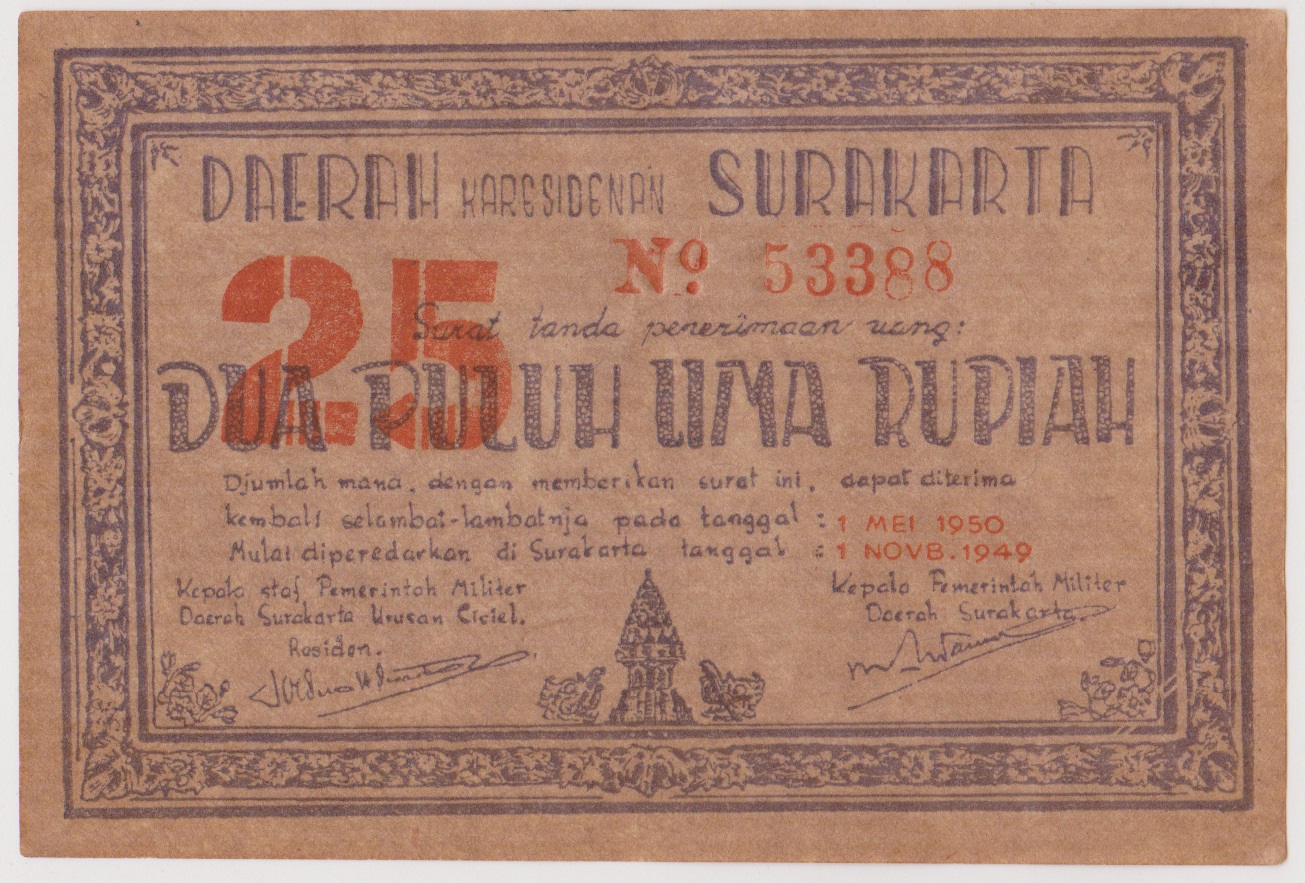 DAERAH KARESIDENAN SURAKARTA
25
No. 53388
Surat tanda penerimaan uang:
DUA PULUH LIMA RUPIAH
Djumlah mana, dengan memberikan surat ini, dapat diterima
kembali selambat-lambatnja pada tanggal : 1 MEI 1950
Mulai diperedarkan di Surakarta tanggal : 1 NOVB. 1949
Kepala staf Pemerintah Militer
Daerah Surakarta Urusan Ciciel.
Residen.
Kepala Pemerintah Militer
Daerah Surakarta.